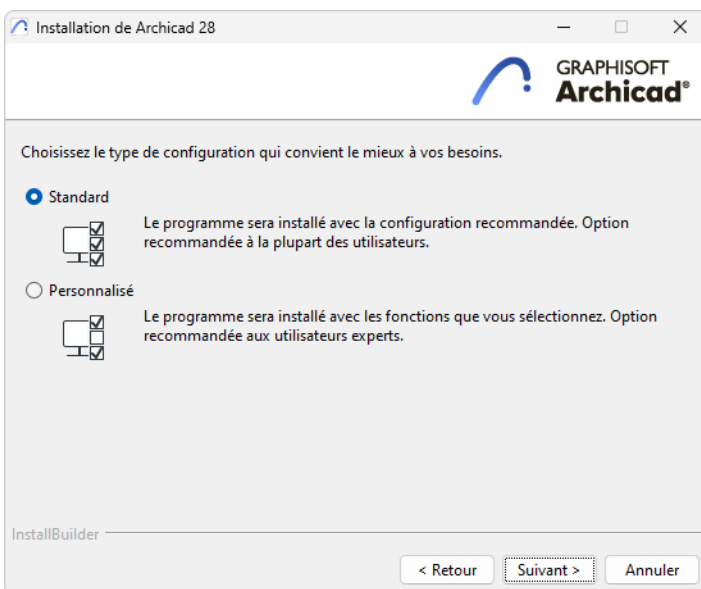 Installation de Archicad 28
GRAPHISOFT
Archicad®
Choisissez le type de configuration qui convient le mieux à vos besoins.
Standard
Le programme sera installé avec la configuration recommandée. Option
recommandée à la plupart des utilisateurs.
Personnalisé
Le programme sera installé avec les fonctions que vous sélectionnez. Option
recommandée aux utilisateurs experts.
InstallBuilder
< Retour Suivant > Annuler